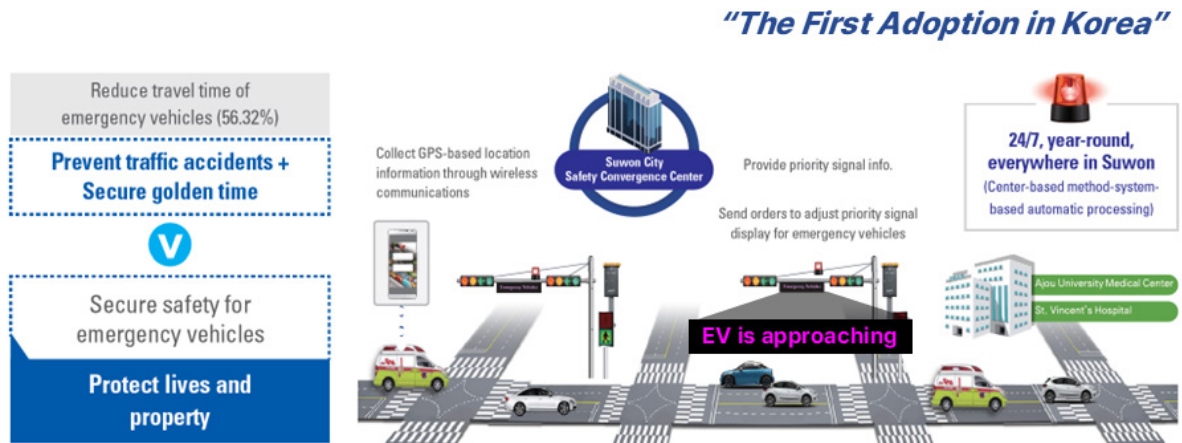 “The First Adoption in Korea”
Reduce travel time of
emergency vehicles (56.32%)
Prevent traffic accidents +
Secure golden time
V
Secure safety for
emergency vehicles
Protect lives and
property
Collect GPS-based location
information through wireless
communications
Suwon City
Safety Convergence Center
Provide priority signal info.
Send orders to adjust priority signal
display for emergency vehicles
24/7, year-round,
everywhere in Suwon
(Center-based method-system-
based automatic processing)
Emergency Vehicles
Emergency Vehicles
EV is approaching
Ajou University Medical Center
St. Vincent's Hospital